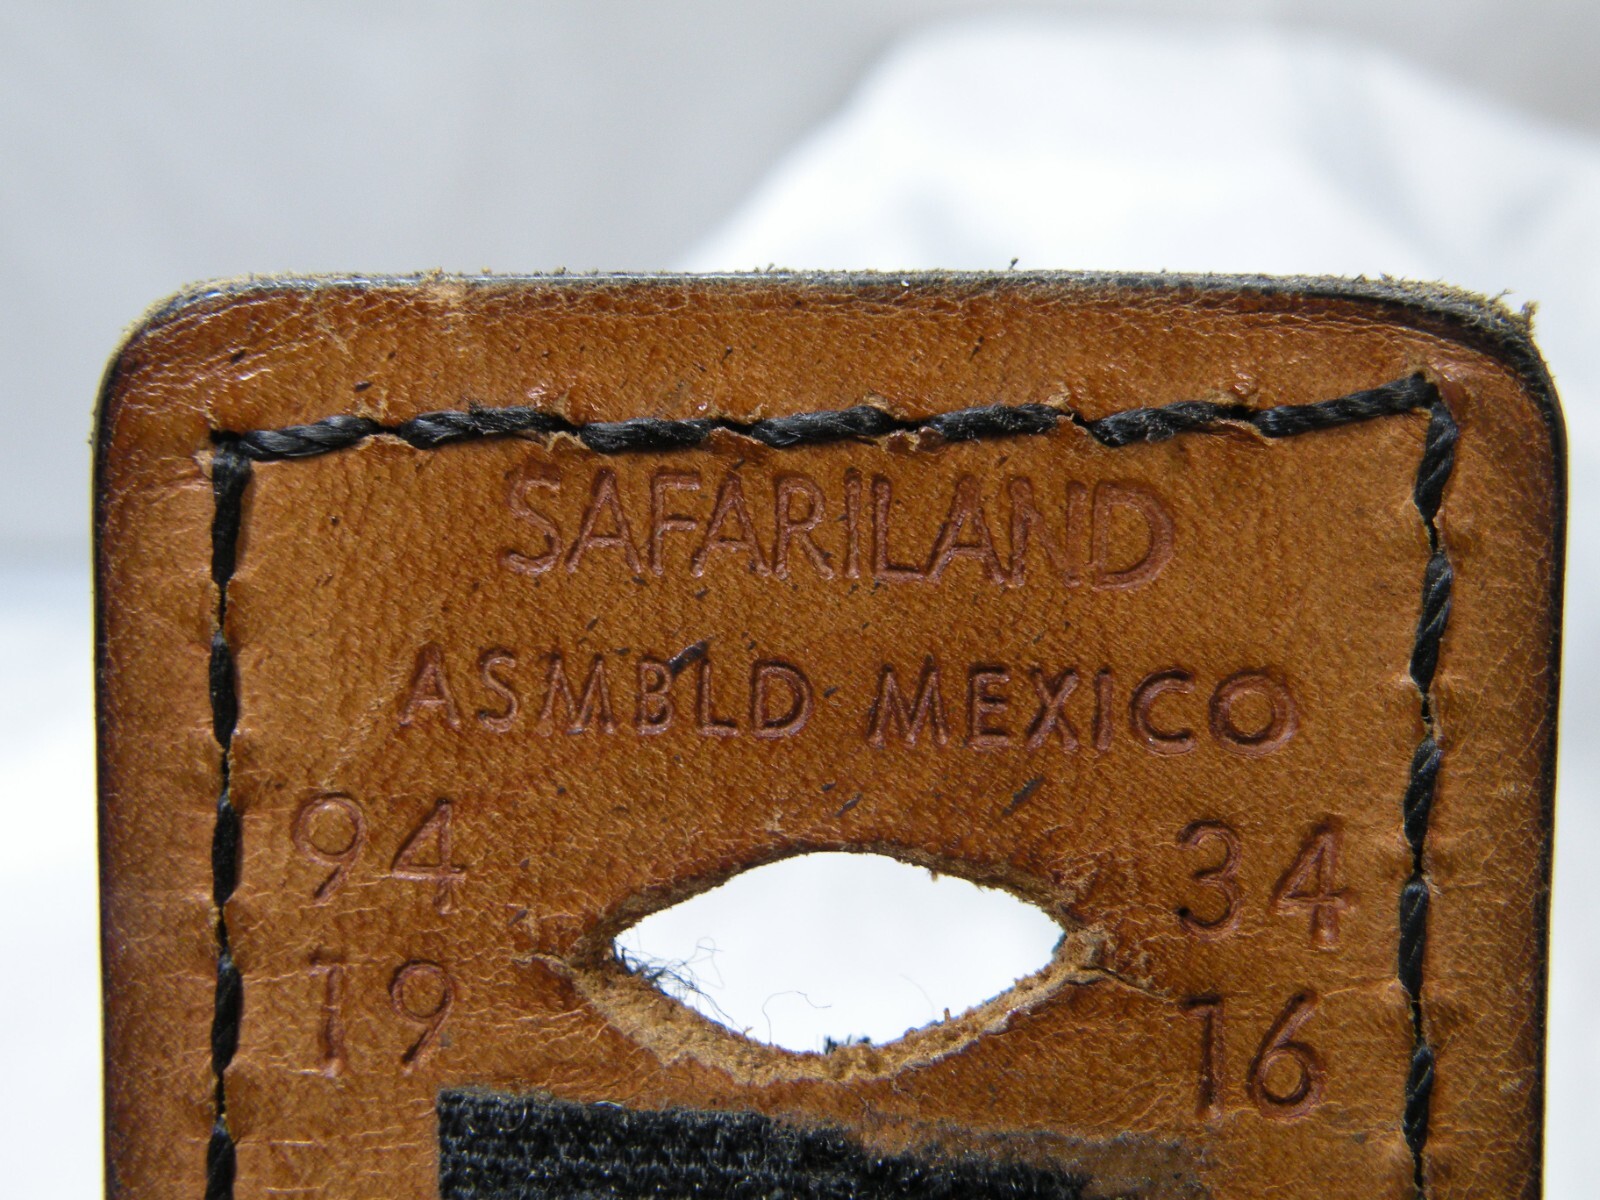 SAFARILAND
ASMBLD MEXICO
94 34
19 16